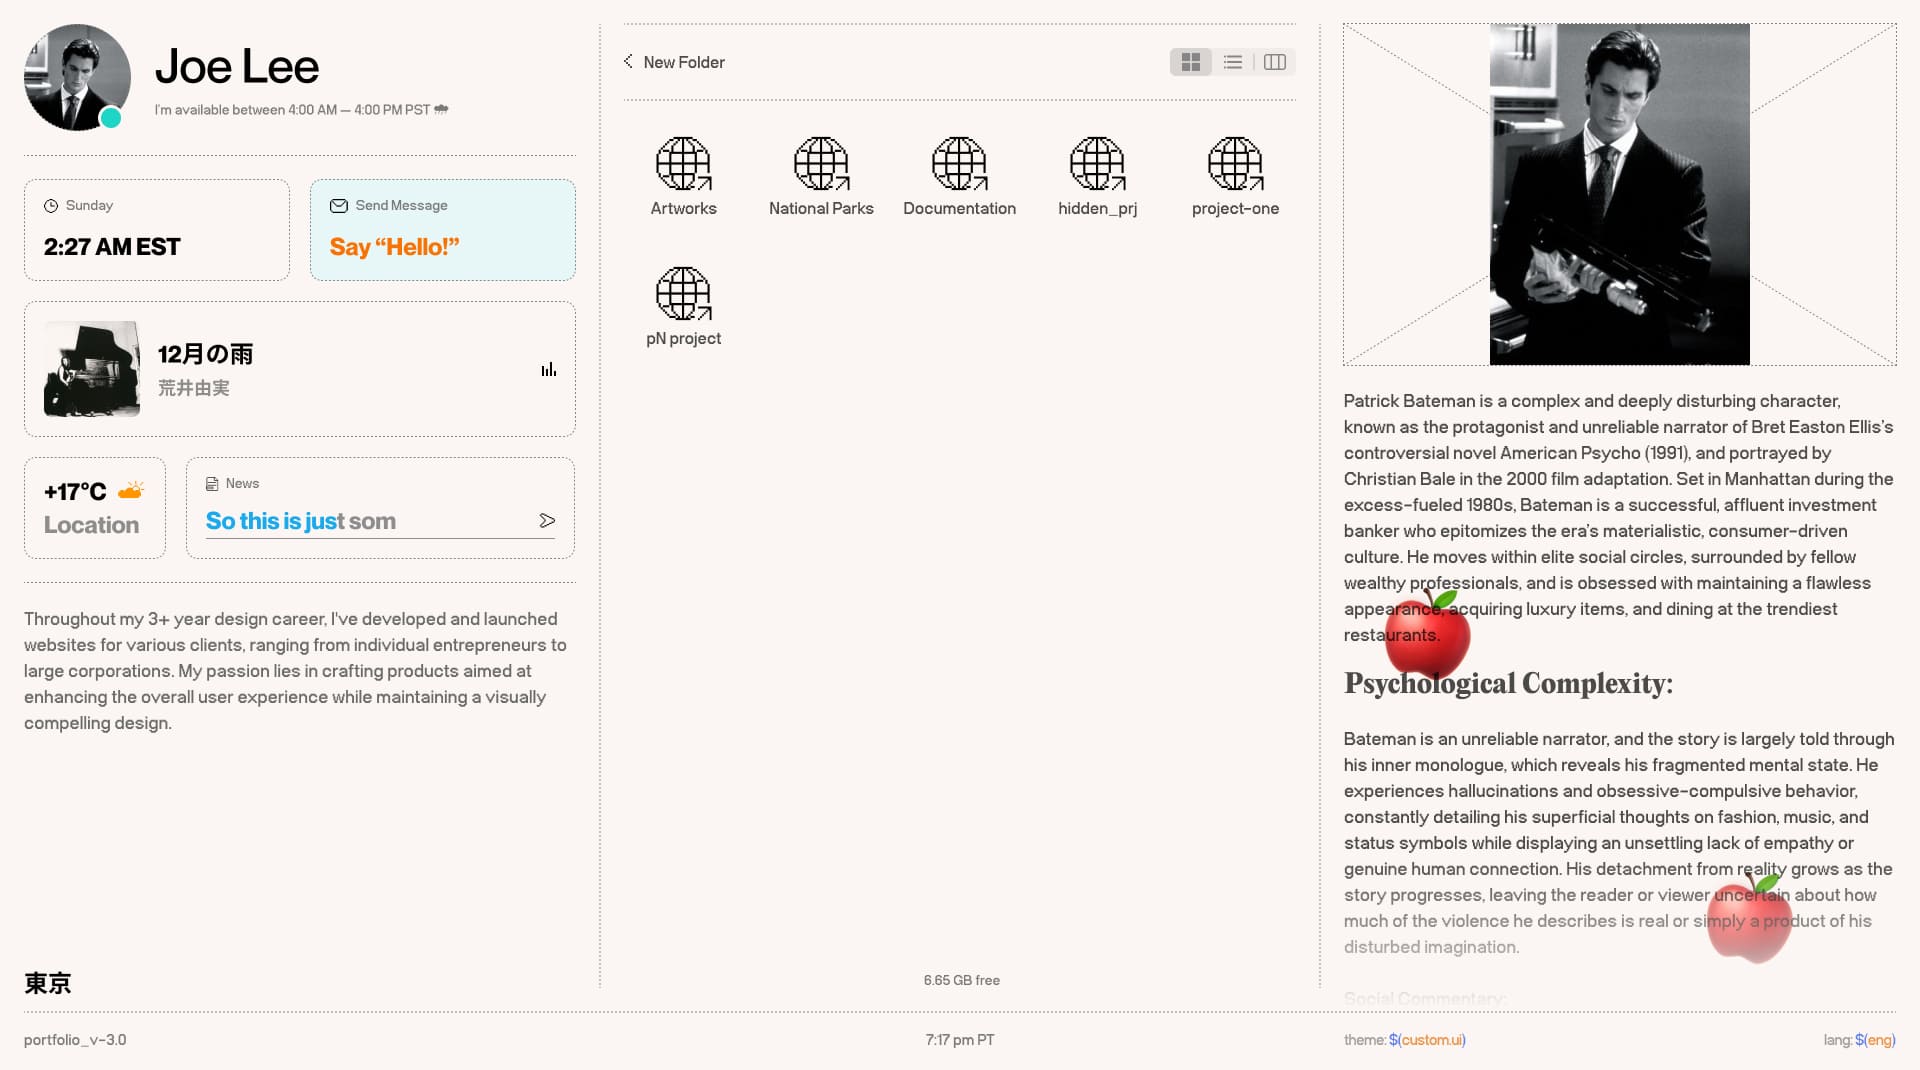 Joe Lee
I'm available between 4:00 AM — 4:00 PM PST
Sunday
2:27 AM EST
Send Message
Say “Hello!”
12月の雨
荒井由実
+17°C
Location
News
So this is just som
Throughout my 3+ year design career, I've developed and launched
websites for various clients, ranging from individual entrepreneurs to
large corporations. My passion lies in crafting products aimed at
enhancing the overall user experience while maintaining a visually
compelling design.
東京
New Folder
Artworks
National Parks
Documentation
hidden_prj
project-one
pN project
6.65 GB free
Patrick Bateman is a complex and deeply disturbing character,
known as the protagonist and unreliable narrator of Bret Easton Ellis’s
controversial novel American Psycho (1991), and portrayed by
Christian Bale in the 2000 film adaptation. Set in Manhattan during the
excess-fueled 1980s, Bateman is a successful, affluent investment
banker who epitomizes the era’s materialistic, consumer-driven
culture. He moves within elite social circles, surrounded by fellow
wealthy professionals, and is obsessed with maintaining a flawless
appearance, acquiring luxury items, and dining at the trendiest
restaurants.
Psychological Complexity:
Bateman is an unreliable narrator, and the story is largely told through
his inner monologue, which reveals his fragmented mental state. He
experiences hallucinations and obsessive-compulsive behavior,
constantly detailing his superficial thoughts on fashion, music, and
status symbols while displaying an unsettling lack of empathy or
genuine human connection. His detachment from reality grows as the
story progresses, leaving the reader or viewer uncertain about how
much of the violence he describes is real or simply a product of his
disturbed imagination.
Social Commentary:
portfolio_v-3.0
7:17 pm PT
theme: $(custom.ui)
lang: $(eng)